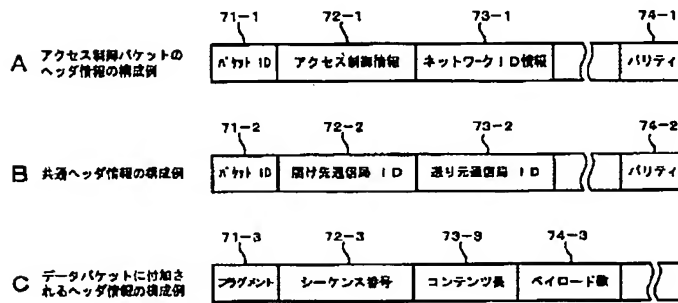 71-1 72-1 73-1 74-1
A アクセス制御パケットのヘッダ情報の構成例
パケット ID アクセス制御情報 ネットワークID情報 パリティ
71-2 72-2 73-2 74-2
B 共通ヘッダ情報の構成例
パケット ID 届け先通信局 ID 送り元通信局 ID パリティ
71-3 72-3 73-3 74-3
C データパケットに付加されるヘッダ情報の構成例
フラグメント シーケンス番号 コンテンツ長 ペイロード数